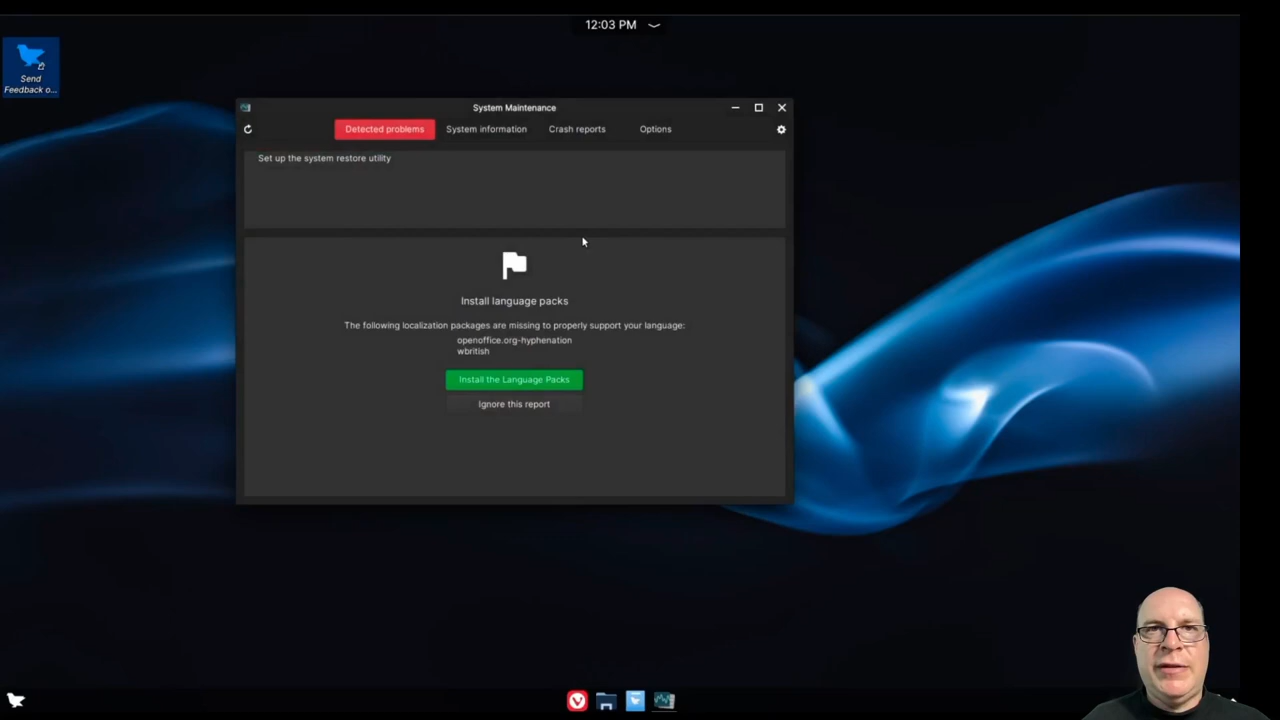 12:03 PM
Send
Feedback o...
System Maintenance
Detected problems
System information
Crash reports
Options
Set up the system restore utility
Install language packs
The following localization packages are missing to properly support your language:
openoffice.org-hyphenation
wbritish
Install the Language Packs
Ignore this report